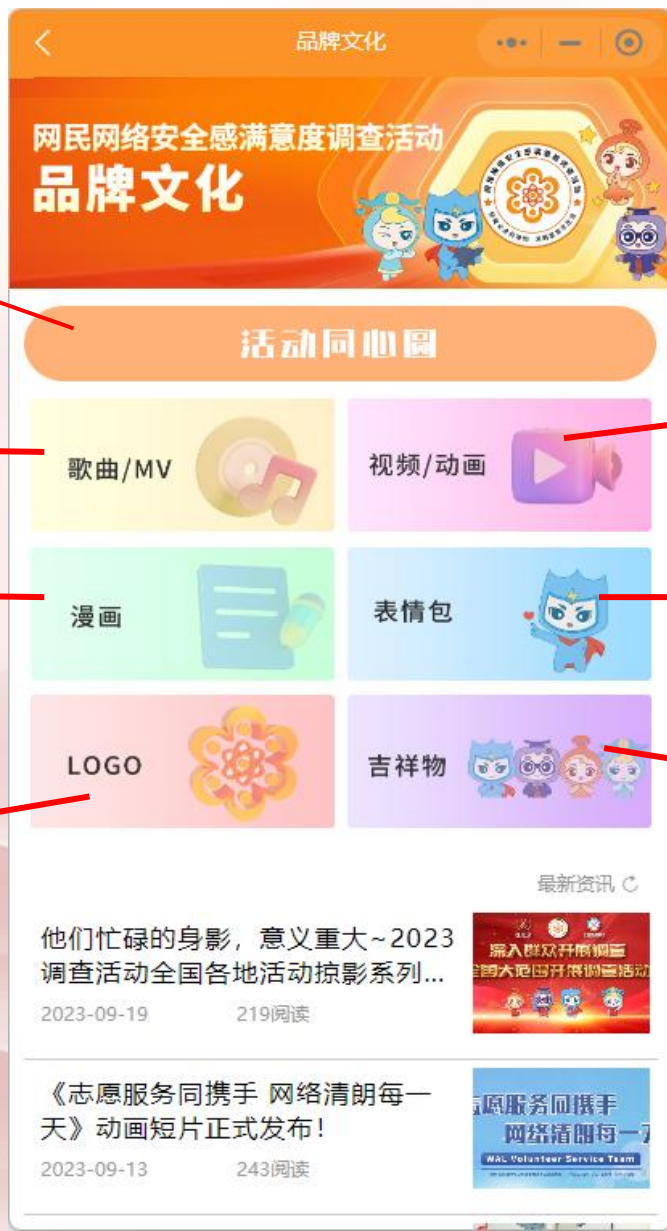 品牌文化
网民网络安全感满意度调查活动
品牌文化
活动同心圆
歌曲/MV
视频/动画
漫画
表情包
LOGO
吉祥物
最新资讯
他们忙碌的身影，意义重大~2023
调查活动全国各地活动掠影系列...
2023-09-19 219阅读
深入群众开展调查
全国大范围开展调查活动
《志愿服务同携手 网络清朗每一
天》动画短片正式发布！
2023-09-13 243阅读
志愿服务同携手
网络清朗每一天
WAL Volunteer Service Team